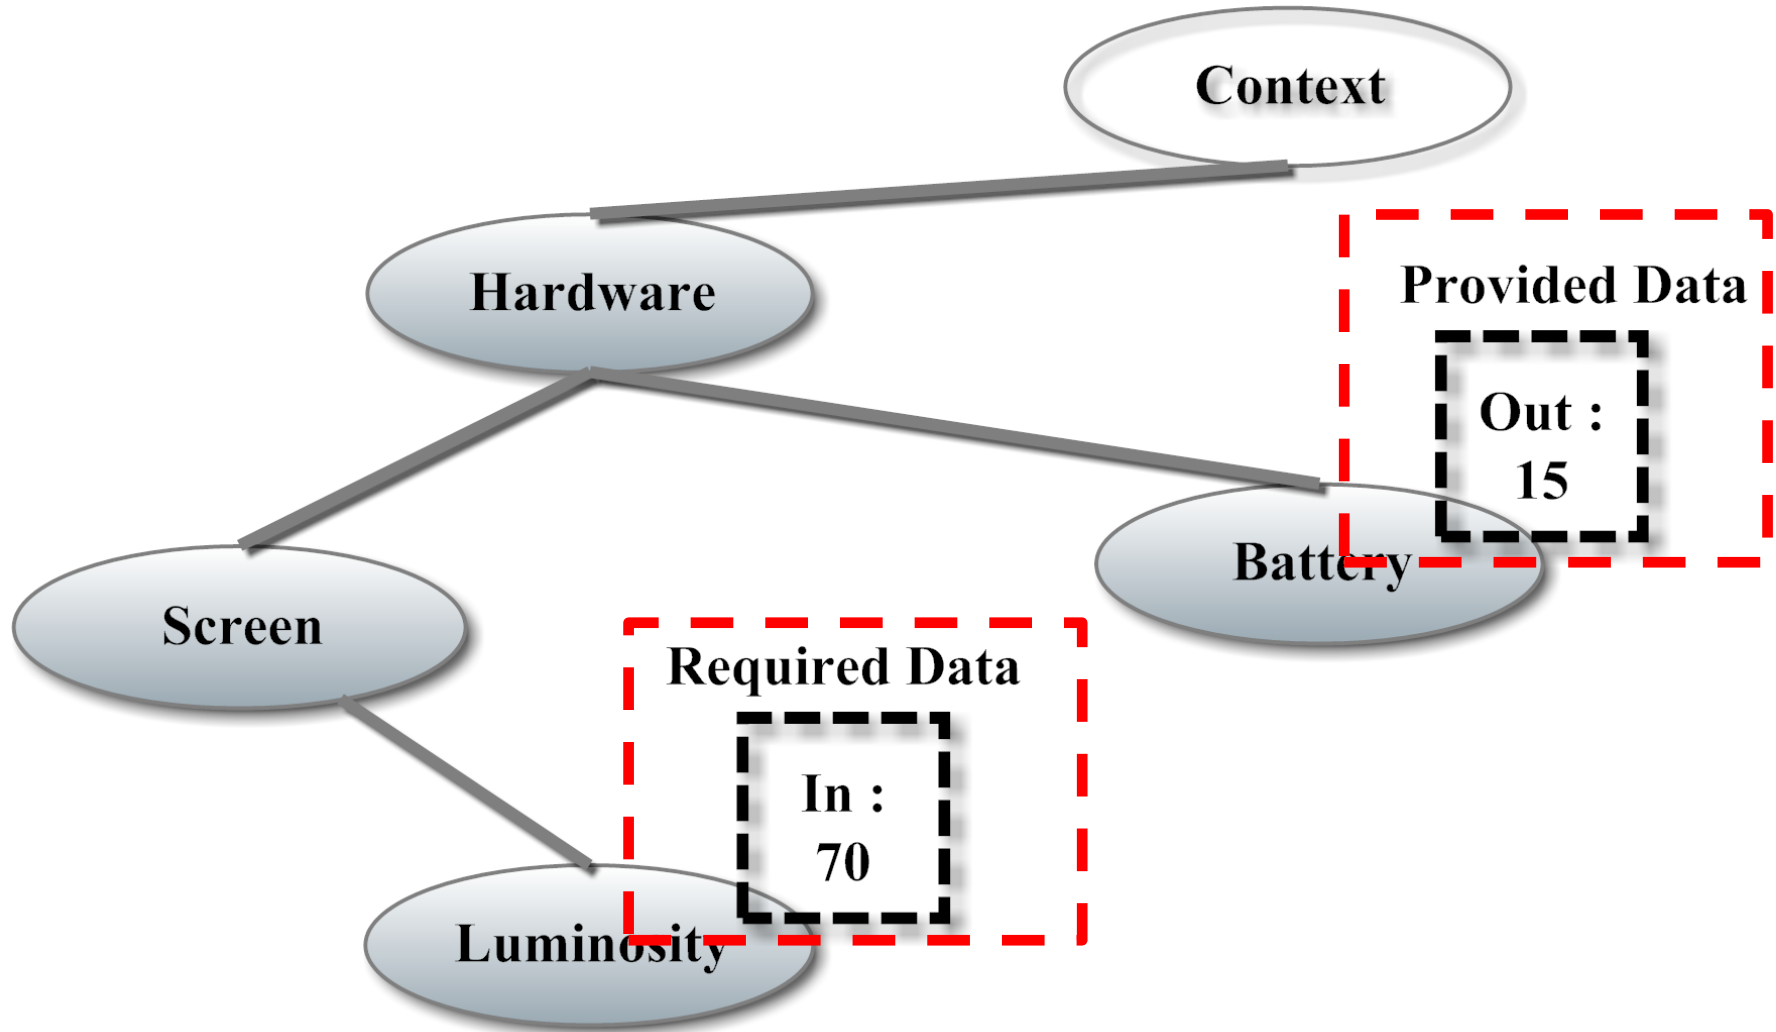 Context
Hardware
Provided Data
Out :
15
Battery
Screen
Required Data
In :
70
Luminosity